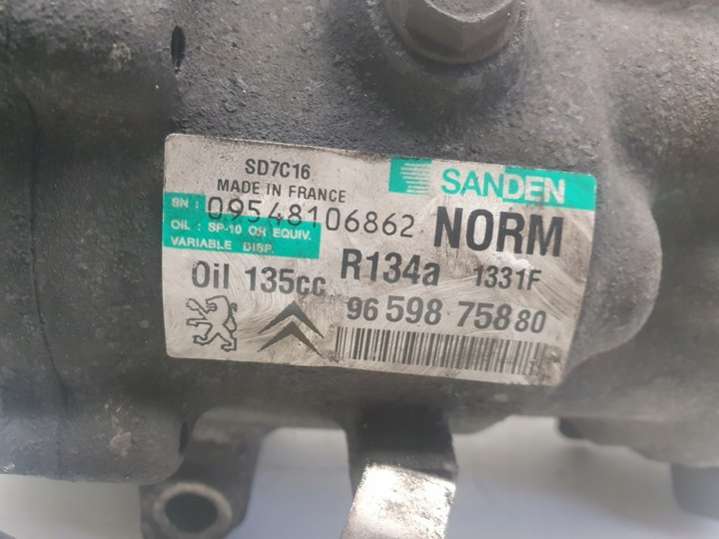 SD7C16
MADE IN FRANCE
SANDEN
SN : 09548106862
NORM
OIL : SP-10 OR EQUIV.
VARIABLE DISP.
Oil 135cc R134a 1331F
96 598 758 80